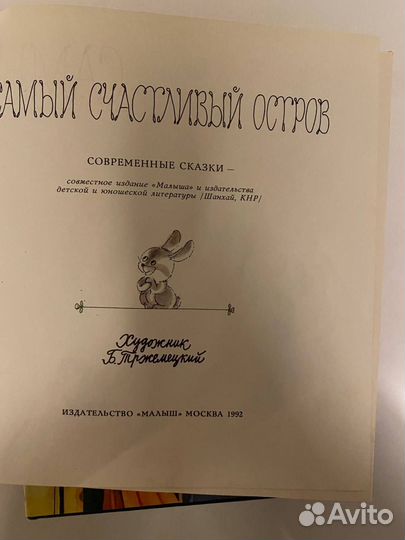 САМЫЙ СЧАСТЛИВЫЙ ОСТРОВ
СОВРЕМЕННЫЕ СКАЗКИ —
совместное издание «Малыша» и издательства
детской и юношеской литературы /Шанхай, КНР/
Художник
Б. Тржемецкий
ИЗДАТЕЛЬСТВО «МАЛЫШ» МОСКВА 1992
Avito